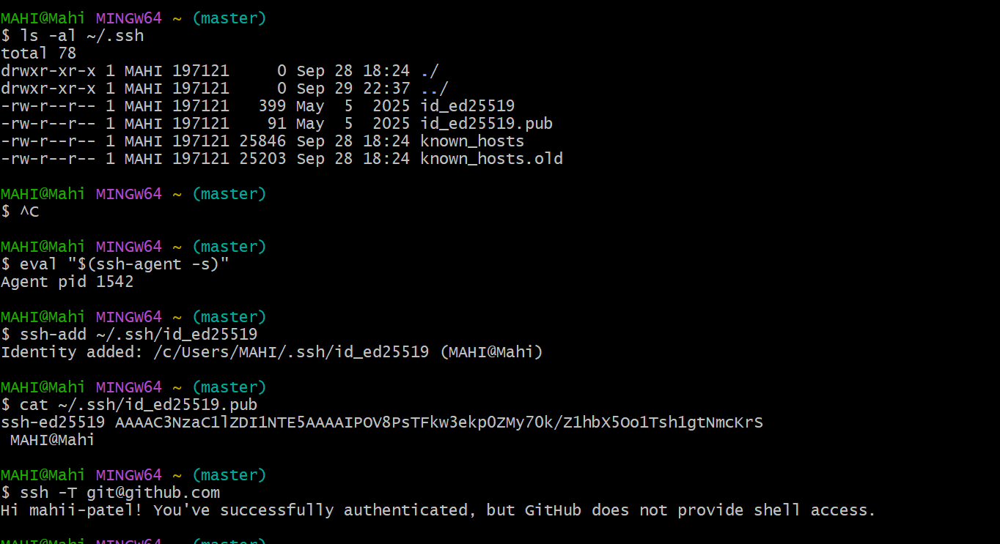 MAHI@Mahi MINGW64 ~ (master)
$ ls -al ~/.ssh
total 78
drwxr-xr-x 1 MAHI 197121     0 Sep 28 18:24 ./
drwxr-xr-x 1 MAHI 197121     0 Sep 29 22:37 ../
-rw-r--r-- 1 MAHI 197121   399 May  5  2025 id_ed25519
-rw-r--r-- 1 MAHI 197121    91 May  5  2025 id_ed25519.pub
-rw-r--r-- 1 MAHI 197121 25846 Sep 28 18:24 known_hosts
-rw-r--r-- 1 MAHI 197121 25203 Sep 28 18:24 known_hosts.old
MAHI@Mahi MINGW64 ~ (master)
$ ^C
MAHI@Mahi MINGW64 ~ (master)
$ eval "$(ssh-agent -s)"
Agent pid 1542
MAHI@Mahi MINGW64 ~ (master)
$ ssh-add ~/.ssh/id_ed25519
Identity added: /c/Users/MAHI/.ssh/id_ed25519 (MAHI@Mahi)
MAHI@Mahi MINGW64 ~ (master)
$ cat ~/.ssh/id_ed25519.pub
ssh-ed25519 AAAAC3NzaC1lZDI1NTE5AAAAIPOV8PsTFkw3ekpOZMy7Ok/Z1hbX5Oo1Tsh1gtNmcKrS
 MAHI@Mahi
MAHI@Mahi MINGW64 ~ (master)
$ ssh -T git@github.com
Hi mahii-patel! You've successfully authenticated, but GitHub does not provide shell access.
MAHI@Mahi MINGW64 ~ (master)